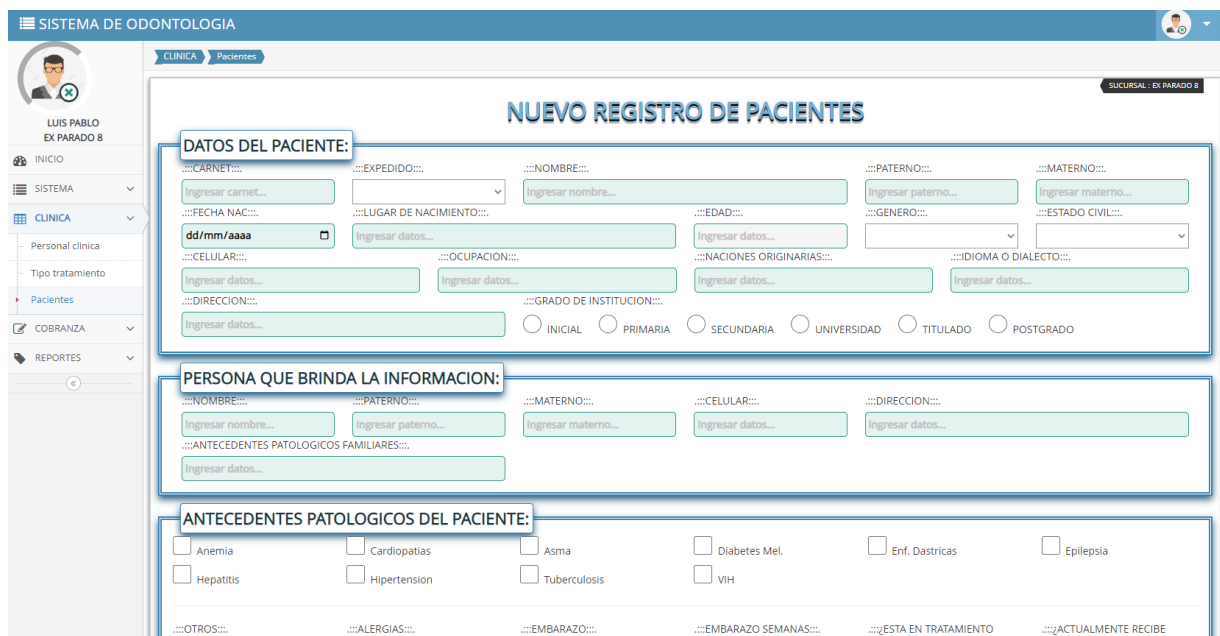 SISTEMA DE ODONTOLOGIA
CLINICA Pacientes
SUCURSAL : EX PARADO 8
LUIS PABLO
EX PARADO 8
INICIO
SISTEMA
CLINICA
Personal clinica
Tipo tratamiento
Pacientes
COBRANZA
REPORTES
NUEVO REGISTRO DE PACIENTES
DATOS DEL PACIENTE:
.:::CARNET:::. .:::EXPEDIDO:::. .:::NOMBRE:::. .:::PATERNO:::. .:::MATERNO:::.
Ingresar carnet... Ingresar nombre... Ingresar paterno... Ingresar materno...
.:::FECHA NAC:::. .:::LUGAR DE NACIMIENTO:::. .:::EDAD:::. .:::GENERO:::. .:::ESTADO CIVIL:::.
dd/mm/aaaa Ingresar datos... Ingresar datos...
.:::CELULAR:::. .:::OCUPACION:::. .:::NACIONES ORIGINARIAS:::. .:::IDIOMA O DIALECTO:::.
Ingresar datos... Ingresar datos... Ingresar datos... Ingresar datos...
.:::DIRECCION:::. .:::GRADO DE INSTITUCION:::.
Ingresar datos... INICIAL PRIMARIA SECUNDARIA UNIVERSIDAD TITULADO POSTGRADO
PERSONA QUE BRINDA LA INFORMACION:
.:::NOMBRE:::. .:::PATERNO:::. .:::MATERNO:::. .:::CELULAR:::. .:::DIRECCION:::.
Ingresar nombre... Ingresar paterno... Ingresar materno... Ingresar datos... Ingresar datos...
.:::ANTECEDENTES PATOLOGICOS FAMILIARES:::.
Ingresar datos...
ANTECEDENTES PATOLOGICOS DEL PACIENTE:
Anemia Cardiopatias Asma Diabetes Mel. Enf. Dastricas Epilepsia
Hepatitis Hipertension Tuberculosis VIH
.:::OTROS:::. .:::ALERGIAS:::. .:::EMBARAZO:::. .:::EMBARAZO SEMANAS:::. .:::¿ESTA EN TRATAMIENTO .:::¿ACTUALMENTE RECIBE